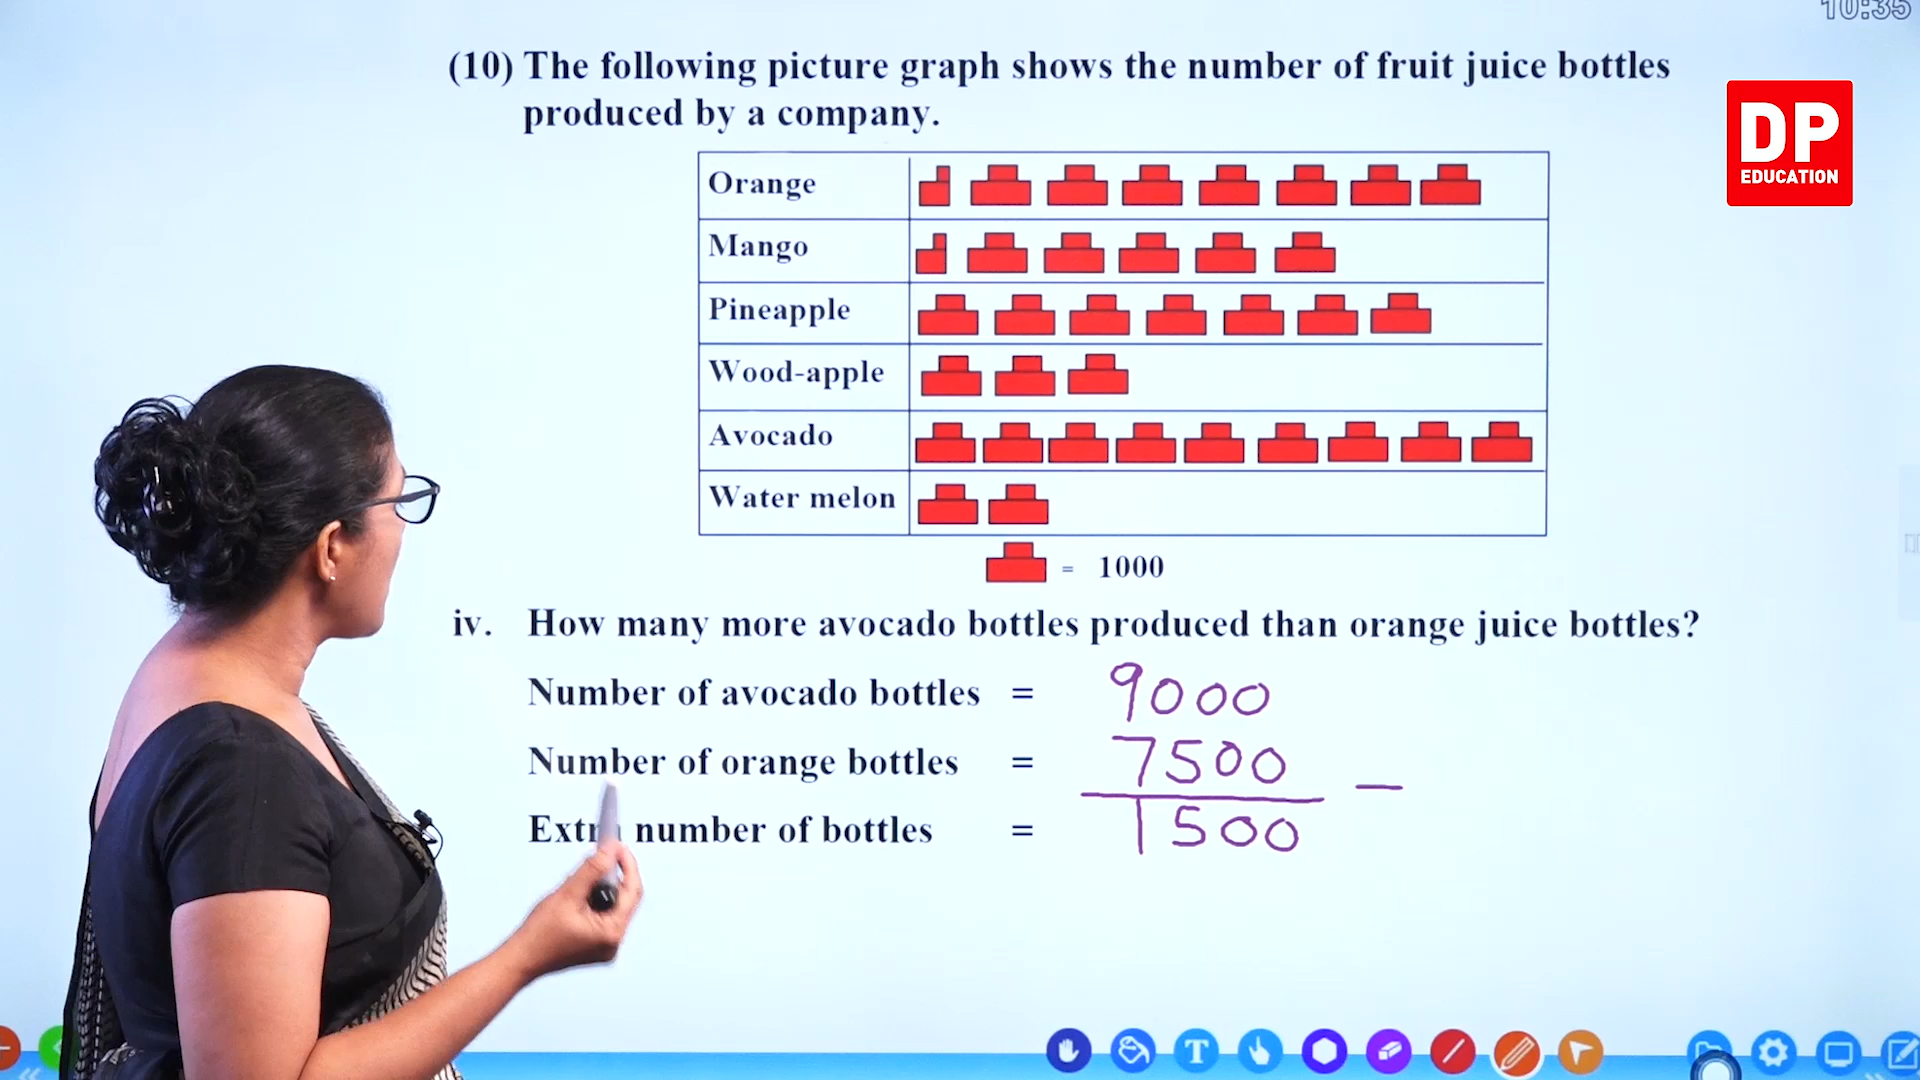 10:35
(10) The following picture graph shows the number of fruit juice bottles
produced by a company.
DP
EDUCATION
Orange
Mango
Pineapple
Wood-apple
Avocado
Water melon
= 1000
iv. How many more avocado bottles produced than orange juice bottles?
Number of avocado bottles = 9000
Number of orange bottles = 7500 –
Extra number of bottles = 1500
T